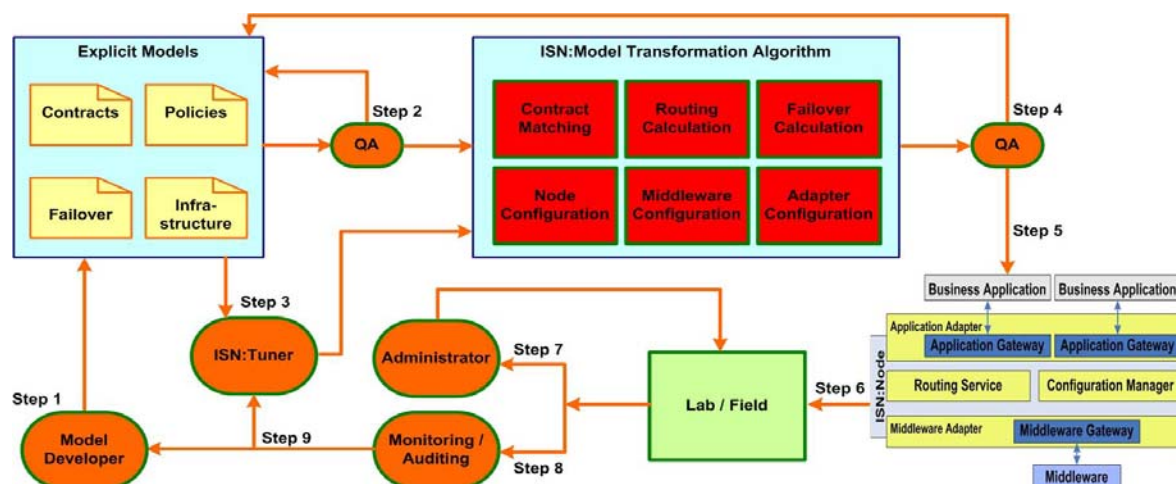 Explicit Models
Contracts
Policies
Failover
Infra-
structure
Step 2
QA
ISN:Model Transformation Algorithm
Contract
Matching
Routing
Calculation
Failover
Calculation
Node
Configuration
Middleware
Configuration
Adapter
Configuration
Step 4
QA
Step 5
Step 3
ISN:Tuner
Step 1
Model
Developer
Step 9
Administrator
Step 7
Monitoring /
Auditing
Step 8
Lab / Field
Step 6
Business Application
Business Application
ISN:Node
Application Adapter
Application Gateway
Application Gateway
Routing Service
Configuration Manager
Middleware Adapter
Middleware Gateway
Middleware